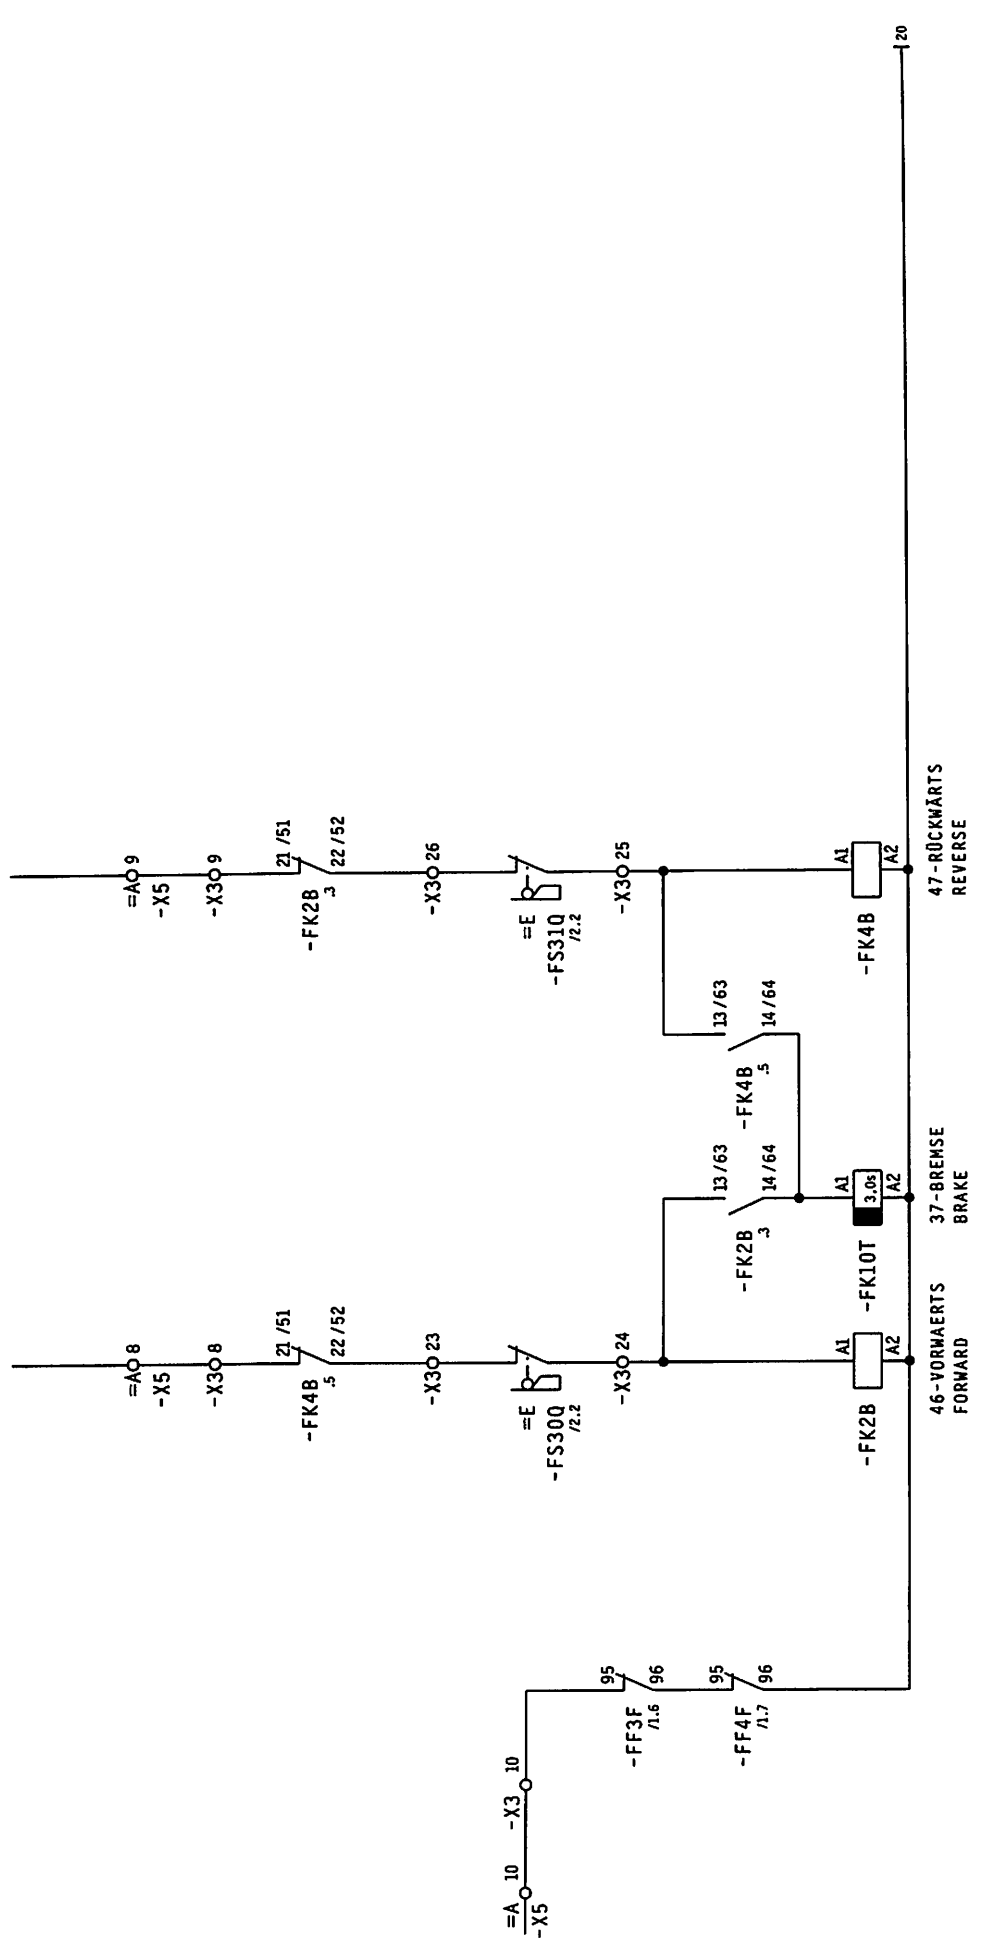 20
=A
9
-X5
-X3
9
21/51
-FK2B
.3
22/52
-X3
26
=E
-FS31Q
/2.2
-X3
25
13/63
-FK4B
.5
14/64
A1
-FK4B
A2
47-RÜCKWÄRTS
REVERSE
13/63
-FK2B
.3
14/64
A1
3.0s
-FK10T
A2
37-BREMSE
BRAKE
=A
8
-X5
-X3
8
21/51
-FK4B
.5
22/52
-X3
23
=E
-FS30Q
/2.2
-X3
24
A1
-FK2B
A2
46-VORWAERTS
FORWARD
=A
10
-X5
-X3
10
95
-FF3F
/1.6
96
95
-FF4F
/1.7
96